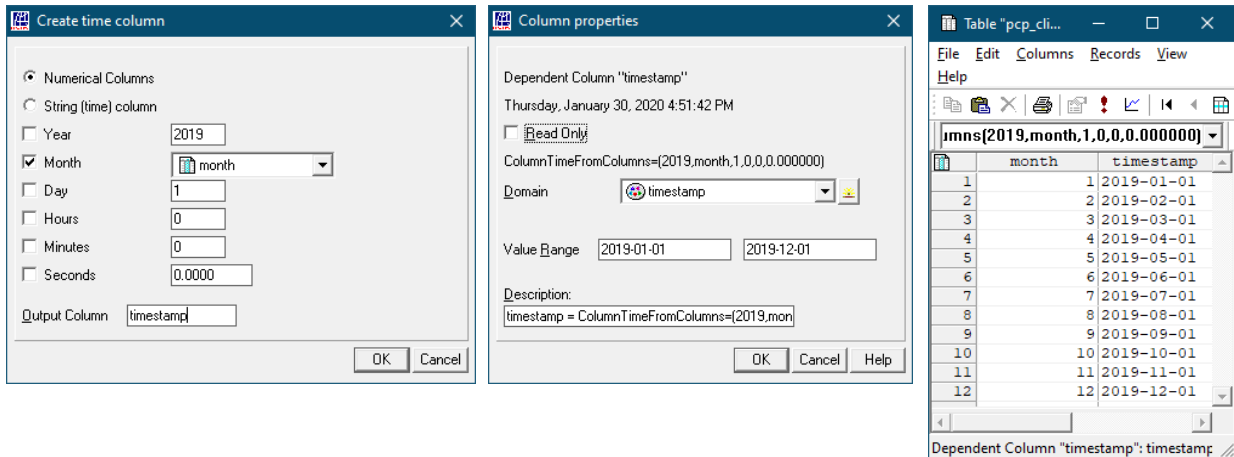 Create time column
Numerical Columns
String (time) column
Year 2019
Month month
Day 1
Hours 0
Minutes 0
Seconds 0.0000
Output Column timestamp
OK Cancel
Column properties
Dependent Column "timestamp"
Thursday, January 30, 2020 4:51:42 PM
Read Only
ColumnTimeFromColumns=(2019,month,1,0,0,0.000000)
Domain timestamp
Value Range 2019-01-01 2019-12-01
Description:
timestamp = ColumnTimeFromColumns=(2019,mon
OK Cancel Help
Table "pcp_cli...
File Edit Columns Records View
Help
umns(2019,month,1,0,0,0.000000)
month timestamp
1 1 2019-01-01
2 2 2019-02-01
3 3 2019-03-01
4 4 2019-04-01
5 5 2019-05-01
6 6 2019-06-01
7 7 2019-07-01
8 8 2019-08-01
9 9 2019-09-01
10 10 2019-10-01
11 11 2019-11-01
12 12 2019-12-01
Dependent Column "timestamp": timestamp